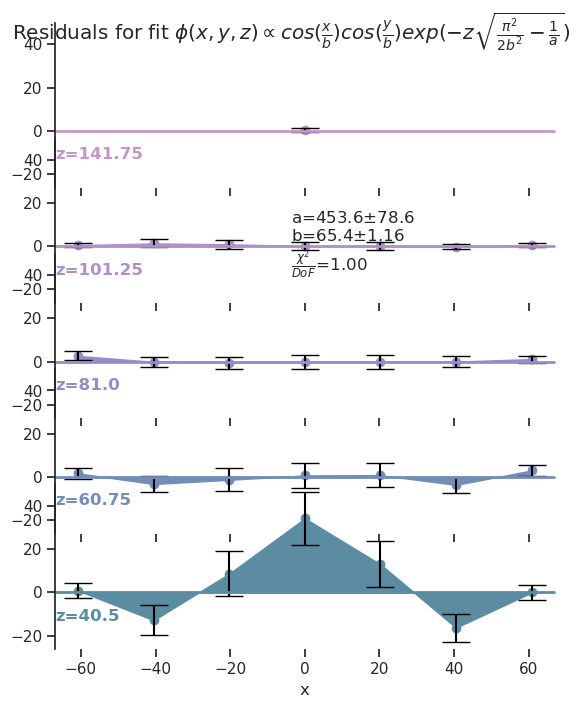 Residuals for fit ϕ(x, y, z) ∝ cos(x/b)cos(y/b)exp(−z√(π²/2b² − 1/a))
40
20
0
z=141.75
40
−20
20
a=453.6±78.6
b=65.4±1.16
0
χ²/DoF=1.00
z=101.25
40
−20
20
0
z=81.0
40
−20
20
0
z=60.75
40
−20
20
0
z=40.5
−20
−60 −40 −20 0 20 40 60
x